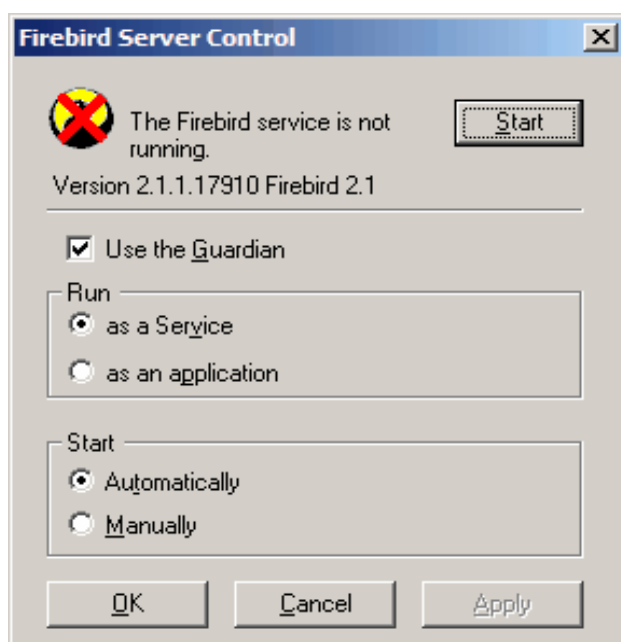 Firebird Server Control
The Firebird service is not
running.
Start
Version 2.1.1.17910 Firebird 2.1
Use the Guardian
Run
as a Service
as an application
Start
Automatically
Manually
OK
Cancel
Apply